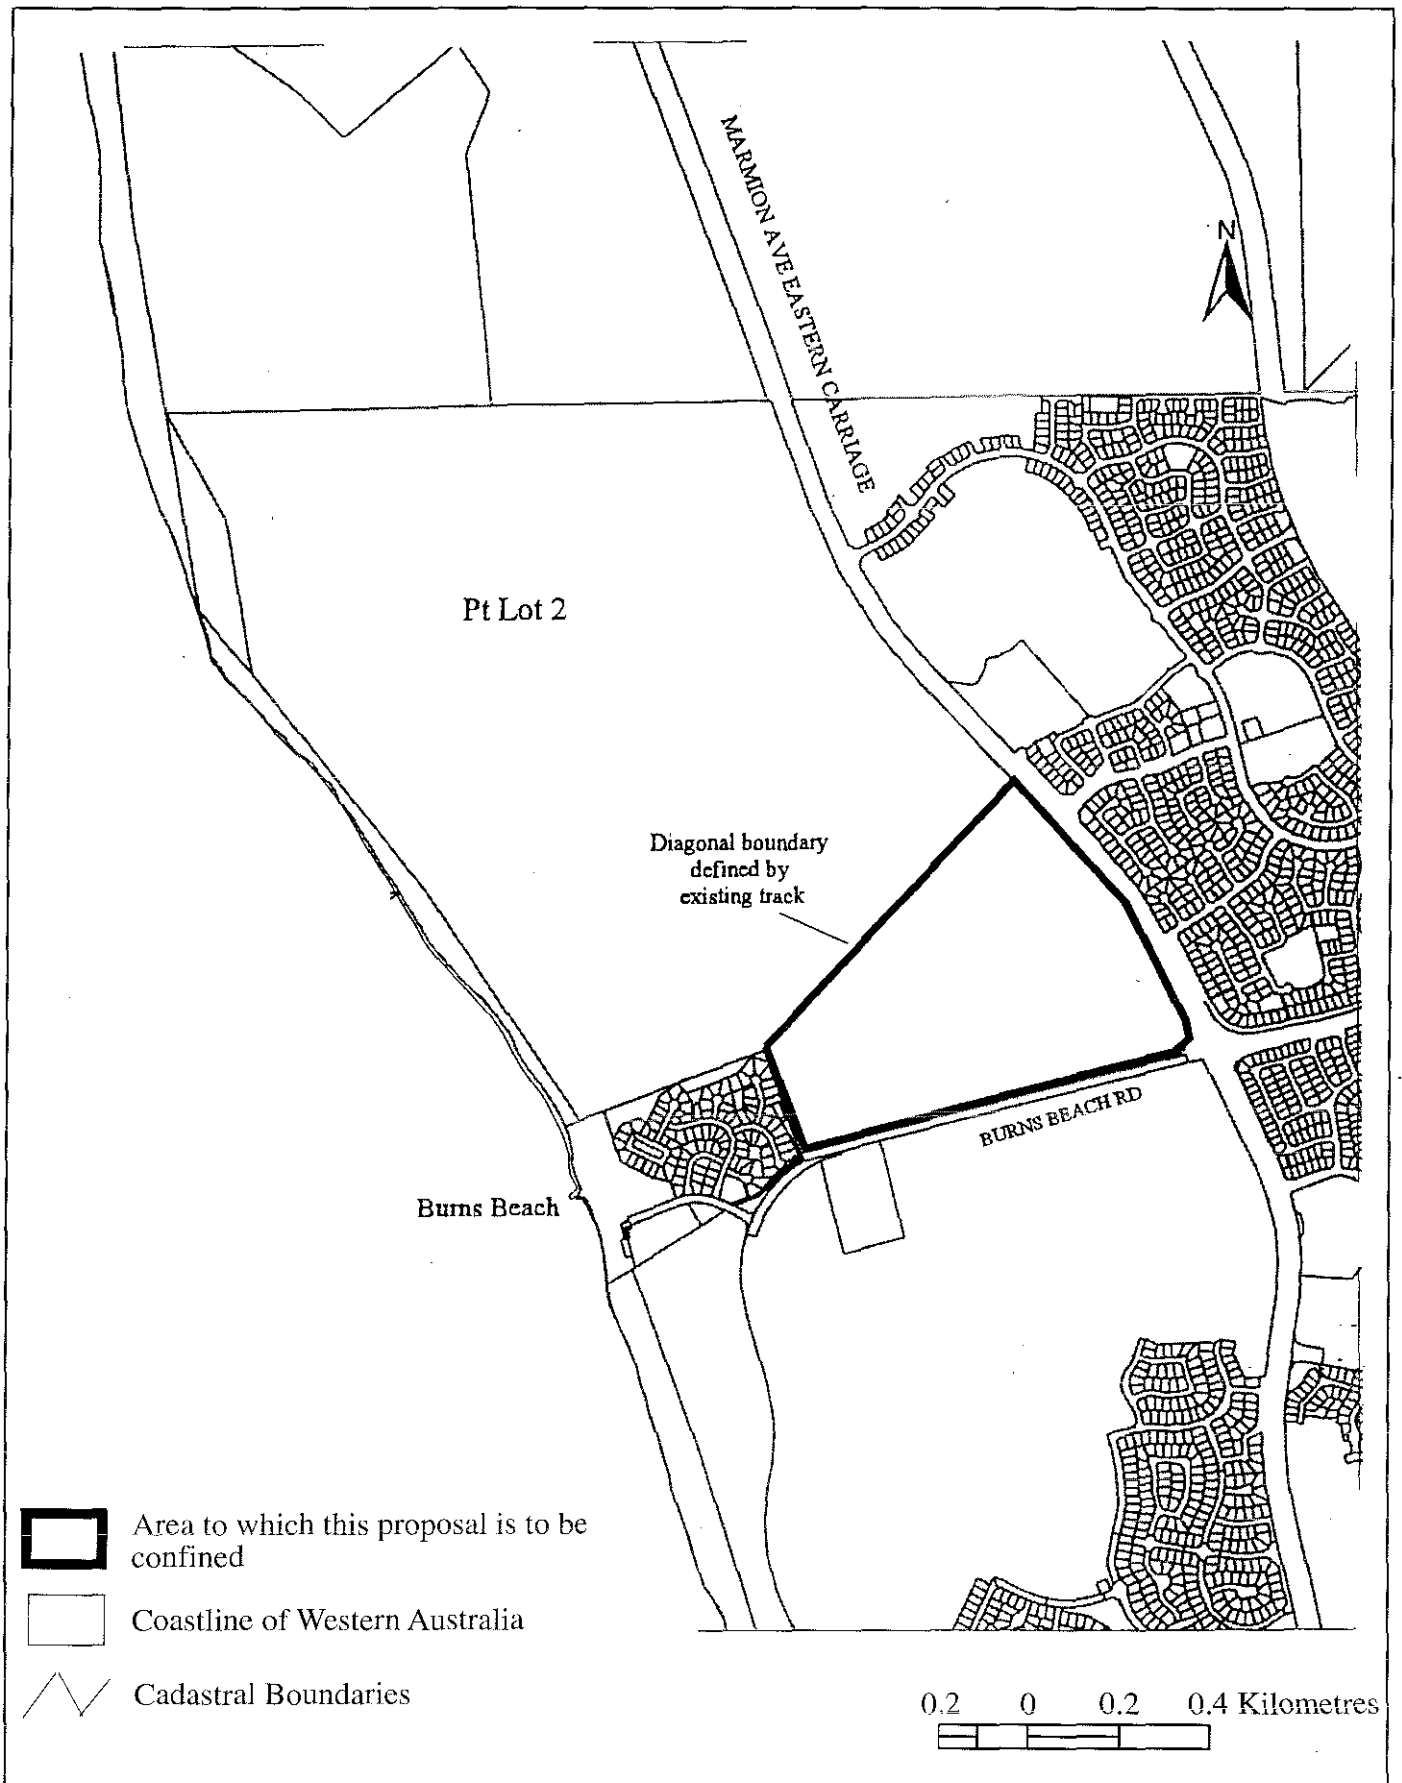 MARMION AVE EASTERN CARRIAGE
N
Pt Lot 2
Diagonal boundary
defined by
existing track
BURNS BEACH RD
Burns Beach
Area to which this proposal is to be
confined
Coastline of Western Australia
Cadastral Boundaries
0.2 0 0.2 0.4 Kilometres